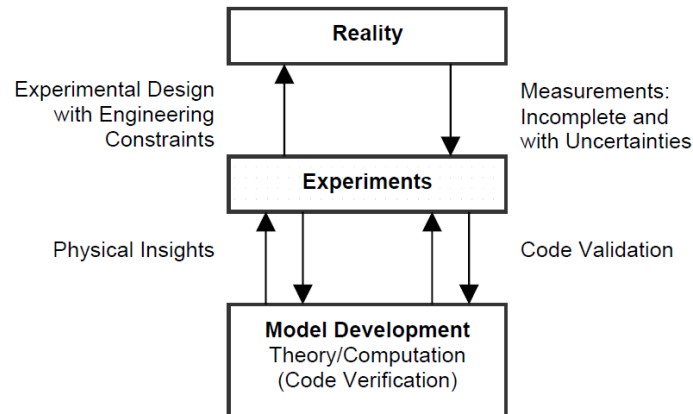 Reality
Experimental Design
with Engineering
Constraints
Measurements:
Incomplete and
with Uncertainties
Experiments
Physical Insights
Code Validation
Model Development
Theory/Computation
(Code Verification)